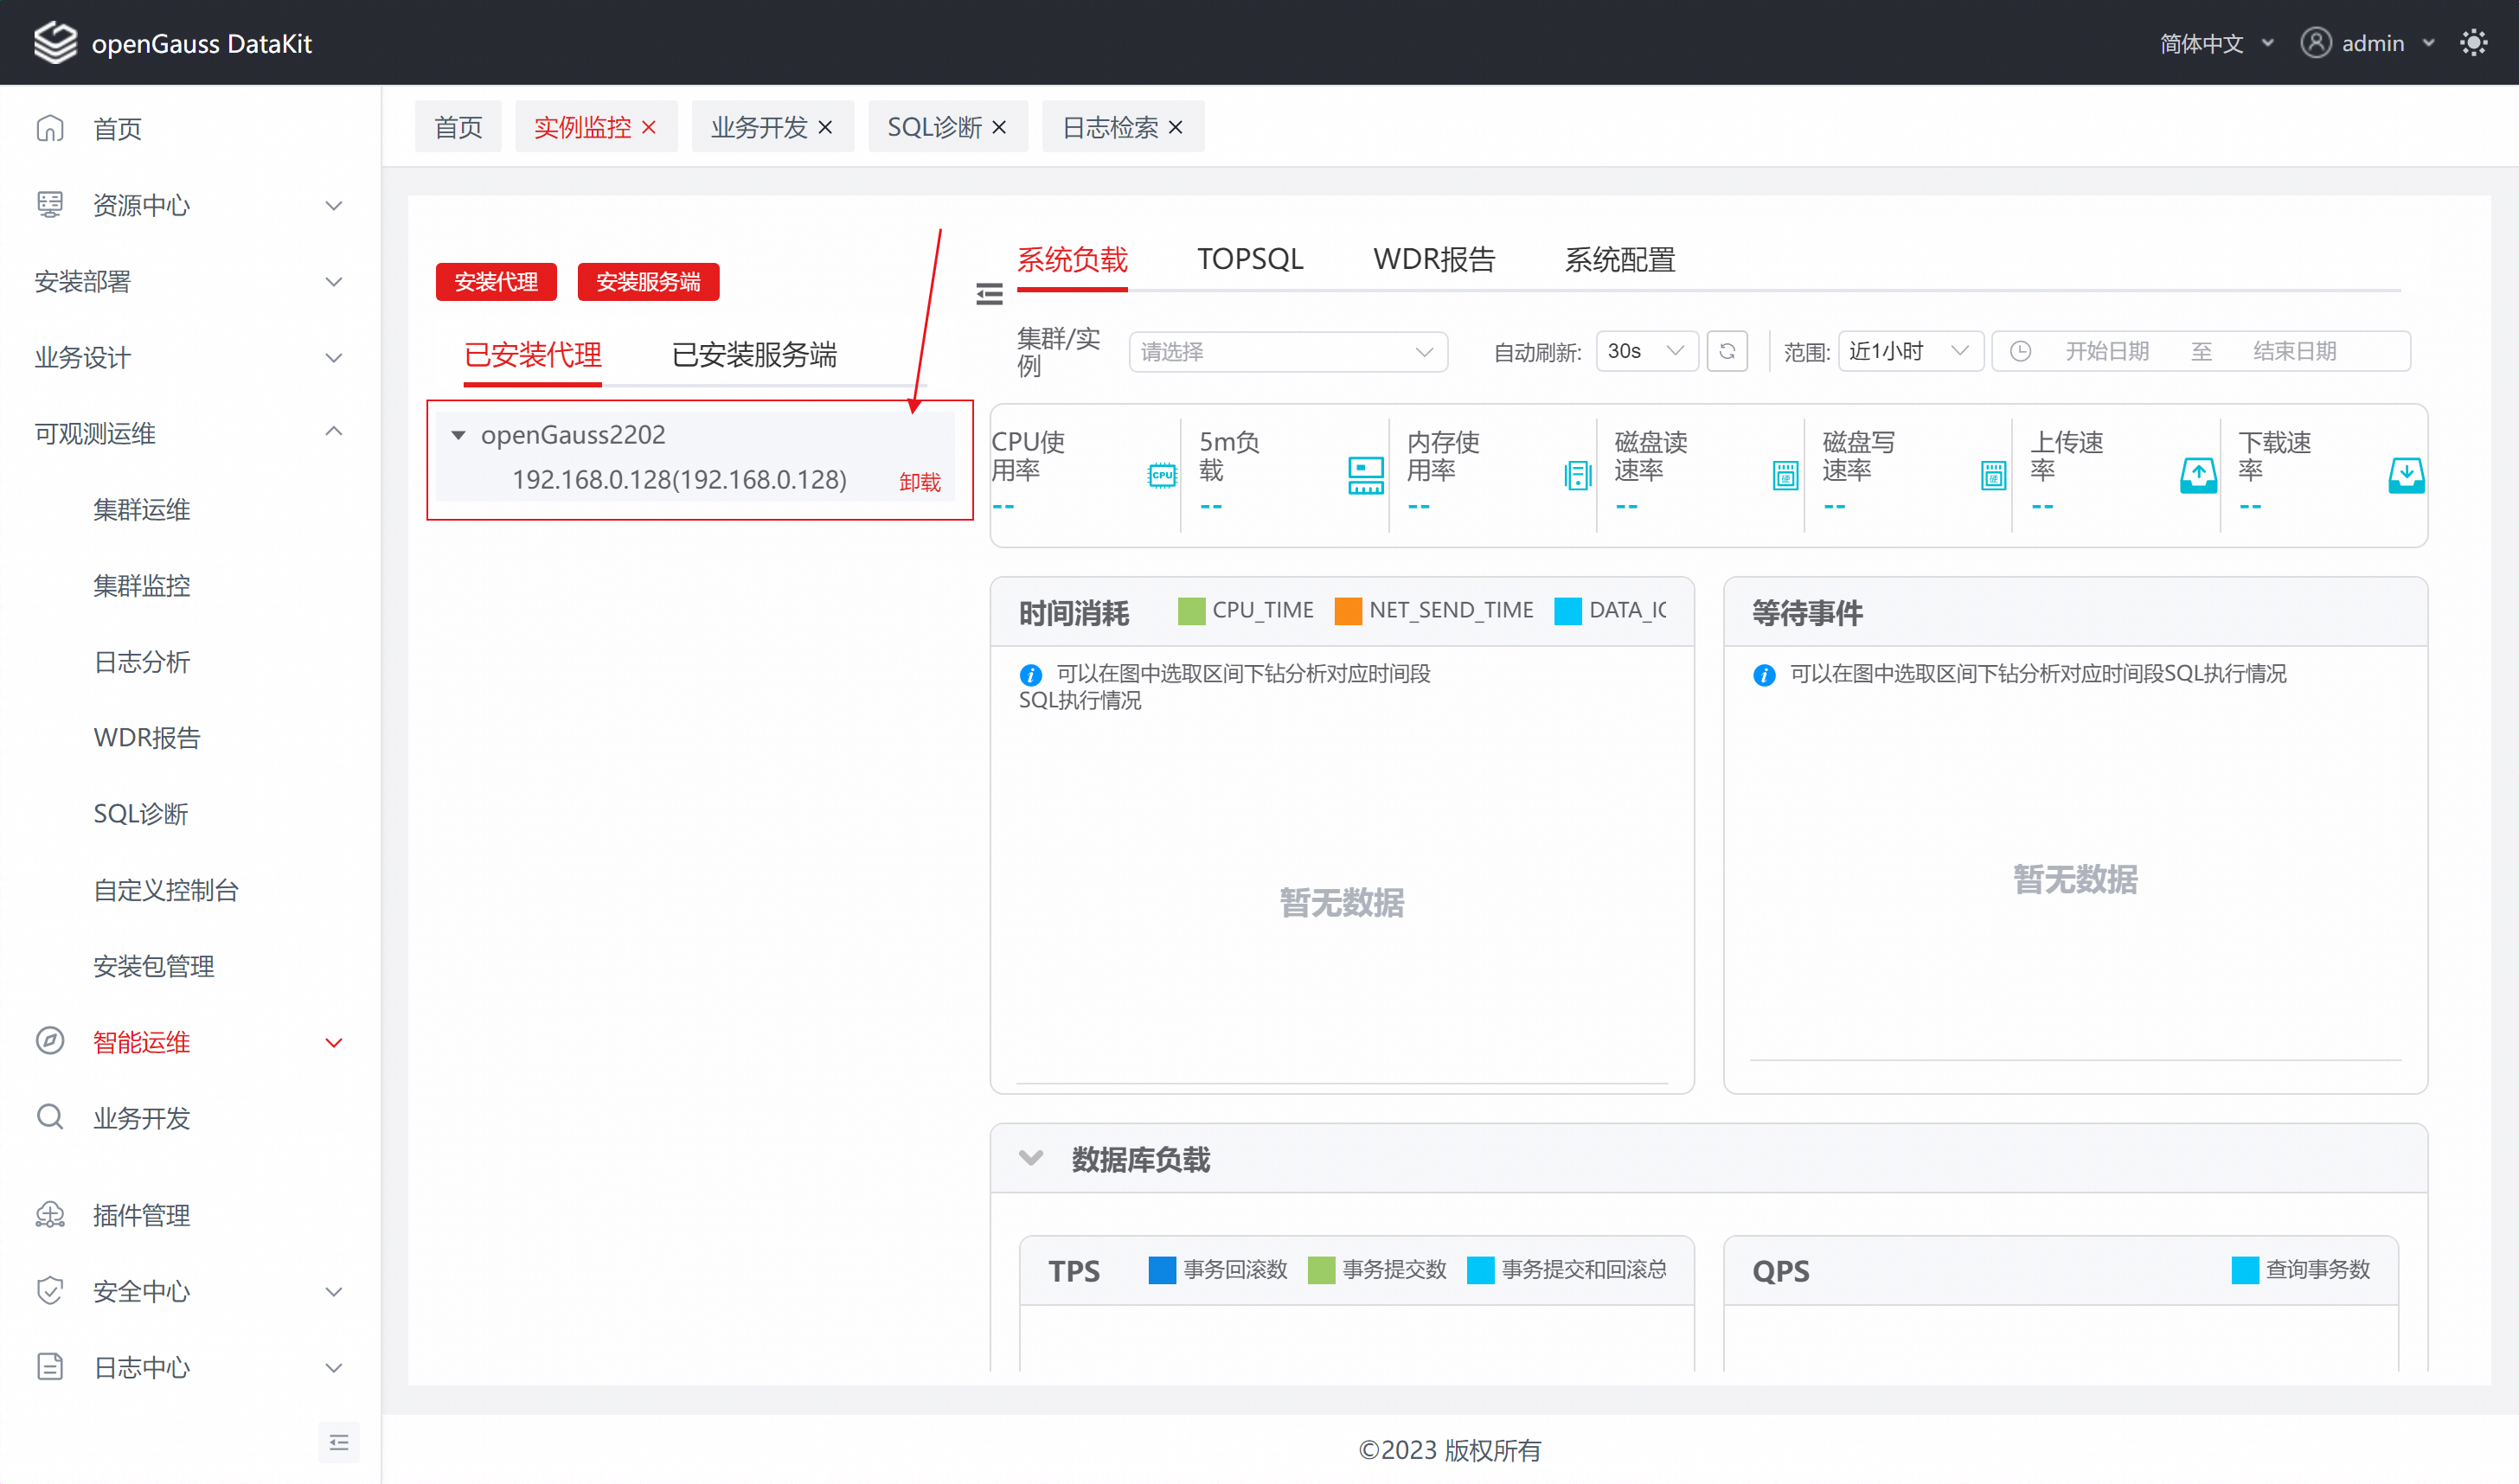 openGauss DataKit
简体中文
admin
首页
资源中心
安装部署
业务设计
可观测运维
集群运维
集群监控
日志分析
WDR报告
SQL诊断
自定义控制台
安装包管理
智能运维
业务开发
插件管理
安全中心
日志中心
首页
实例监控 ×
业务开发 ×
SQL诊断 ×
日志检索 ×
安装代理
安装服务端
已安装代理
已安装服务端
openGauss2202
192.168.0.128(192.168.0.128)
卸载
系统负载
TOPSQL
WDR报告
系统配置
集群/实
例
请选择
自动刷新:
30s
范围:
近1小时
开始日期
至
结束日期
CPU使
用率
CPU
--
5m负
载
--
内存使
用率
--
磁盘读
速率
硬
--
磁盘写
速率
硬
--
上传速
率
--
下载速
率
--
时间消耗
CPU_TIME
NET_SEND_TIME
DATA_IO
可以在图中选取区间下钻分析对应时间段
SQL执行情况
暂无数据
等待事件
可以在图中选取区间下钻分析对应时间段SQL执行情况
暂无数据
数据库负载
TPS
事务回滚数
事务提交数
事务提交和回滚总
QPS
查询事务数
©2023 版权所有